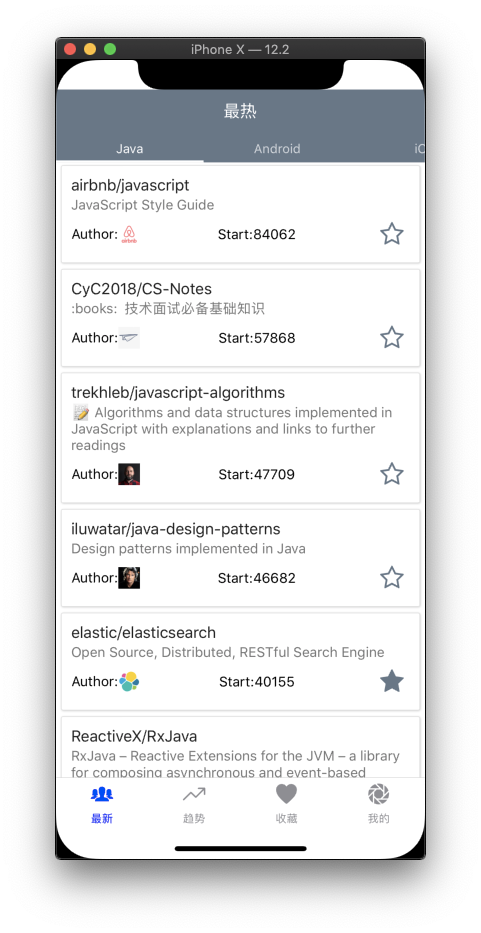 iPhone X — 12.2
最热
Java Android iO
airbnb/javascript
JavaScript Style Guide
Author: airbnb Start:84062
CyC2018/CS-Notes
:books: 技术面试必备基础知识
Author: Start:57868
trekhleb/javascript-algorithms
📝 Algorithms and data structures implemented in
JavaScript with explanations and links to further
readings
Author: Start:47709
iluwatar/java-design-patterns
Design patterns implemented in Java
Author: Start:46682
elastic/elasticsearch
Open Source, Distributed, RESTful Search Engine
Author: Start:40155
ReactiveX/RxJava
RxJava – Reactive Extensions for the JVM – a library
for composing asynchronous and event-based
最新 趋势 收藏 我的